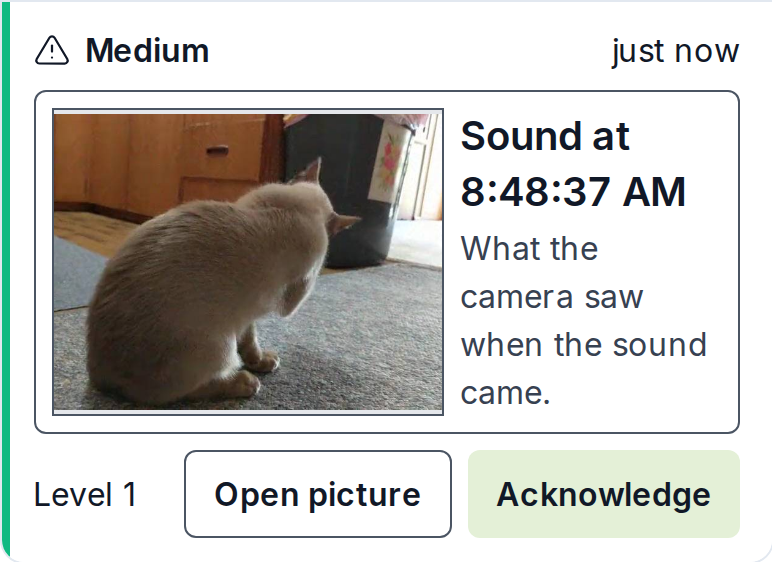 Medium
just now
Sound at
8:48:37 AM
What the
camera saw
when the sound
came.
Level 1
Open picture
Acknowledge